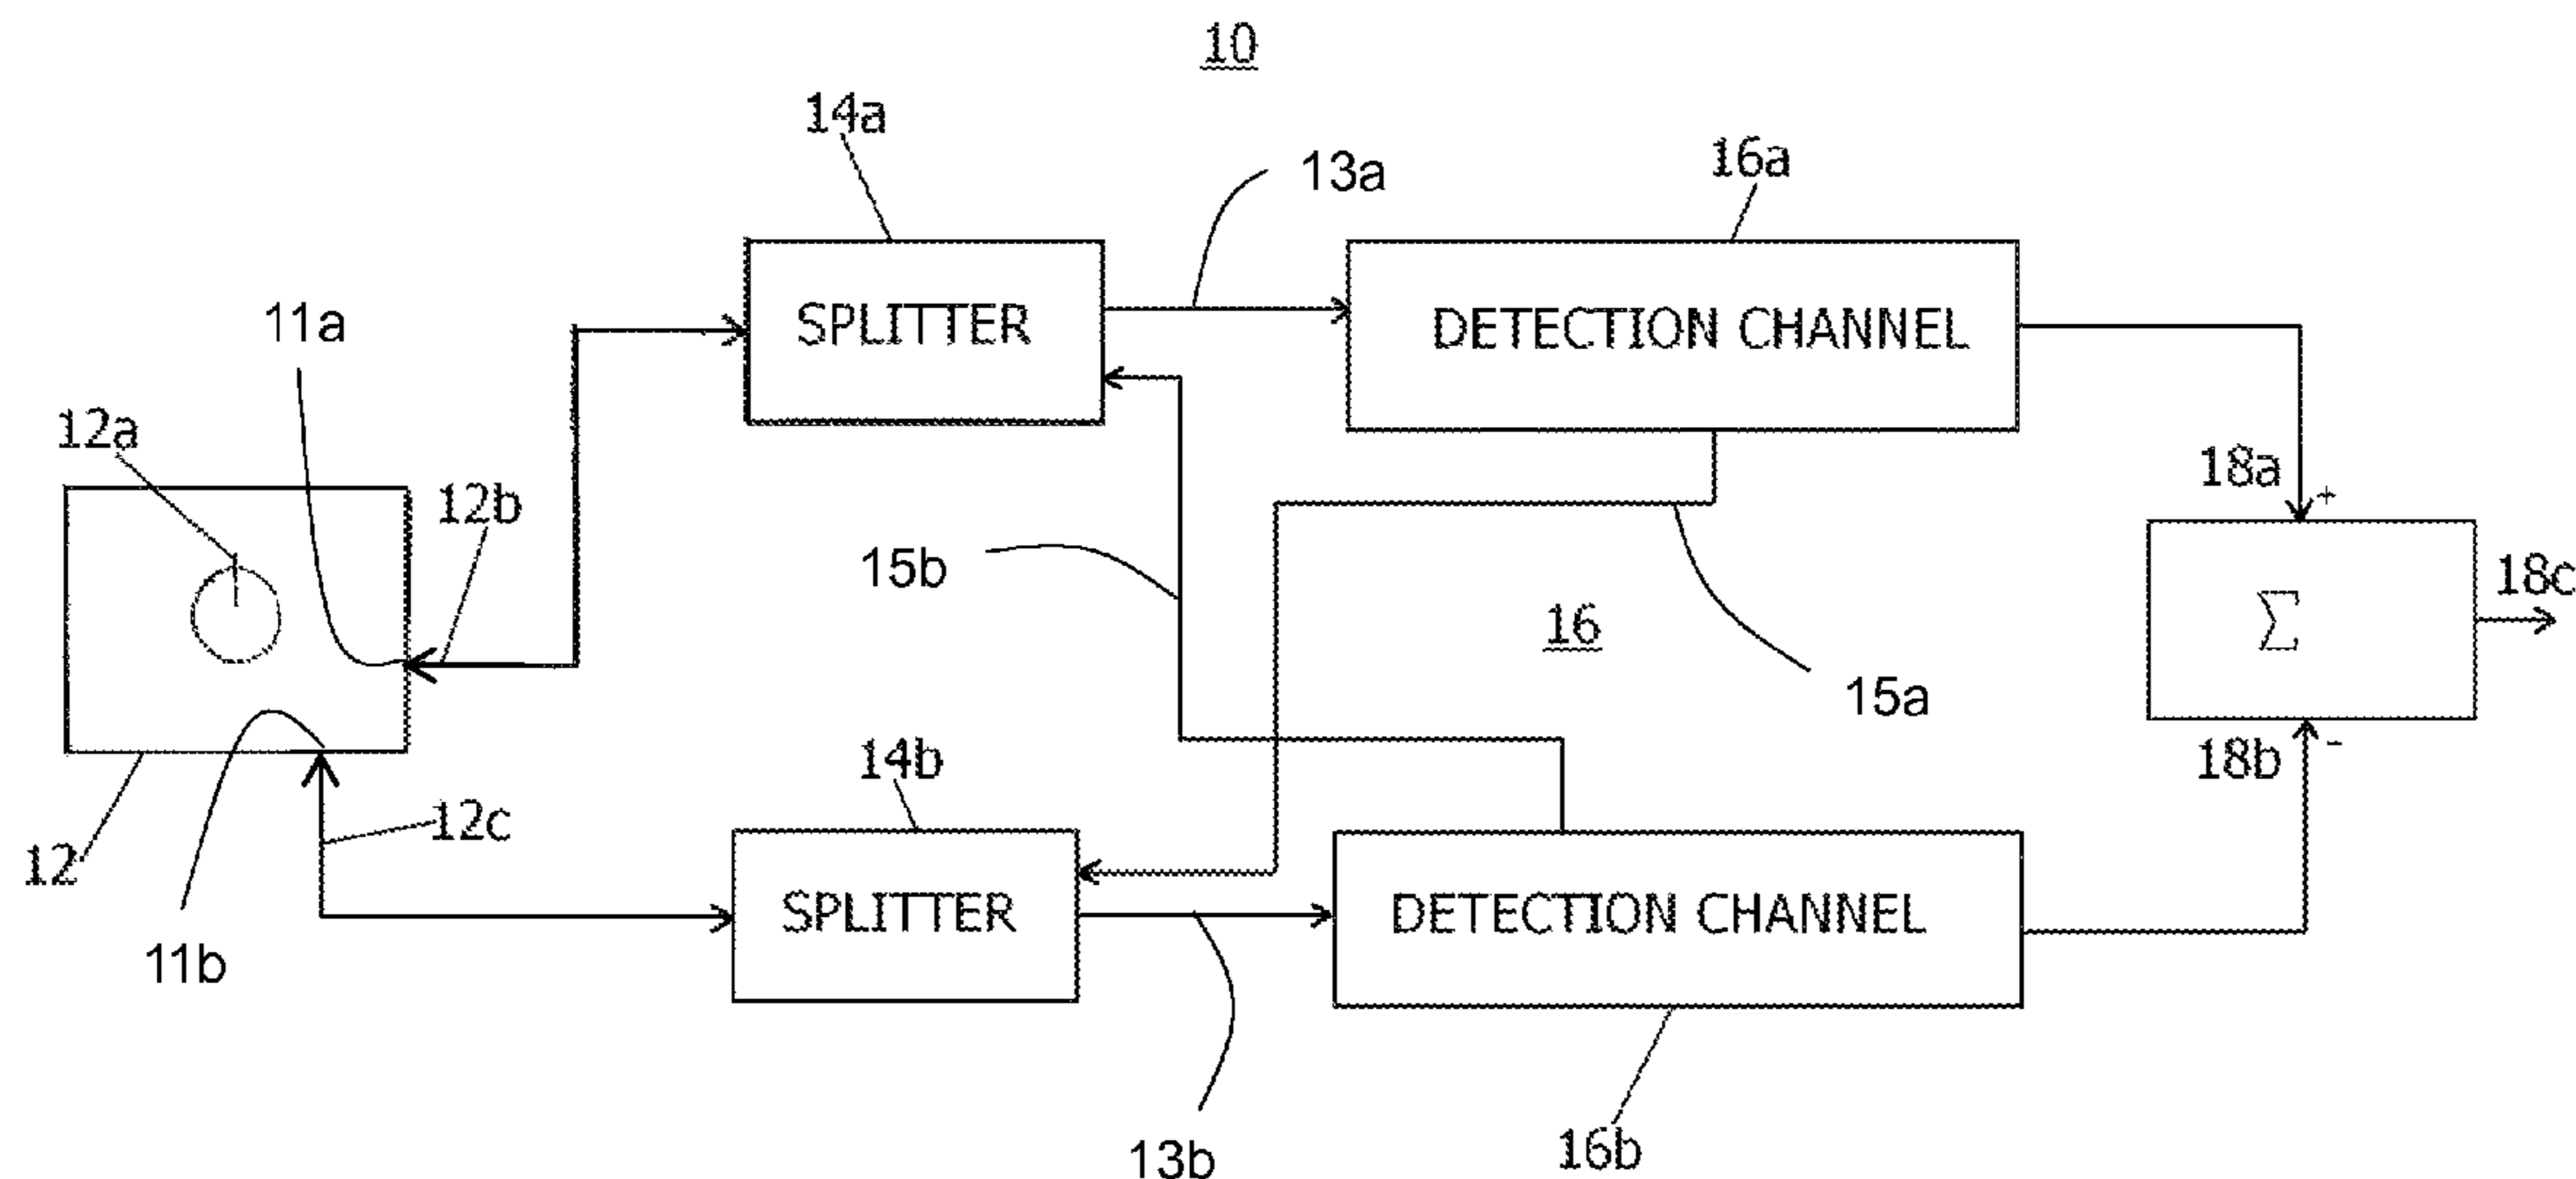 10
14a
13a
16a
SPLITTER
DETECTION CHANNEL
11a
12a
12b
18a
+
15b
16
15a
Σ
18c
14b
18b
-
12c
12
SPLITTER
DETECTION CHANNEL
11b
13b
16b